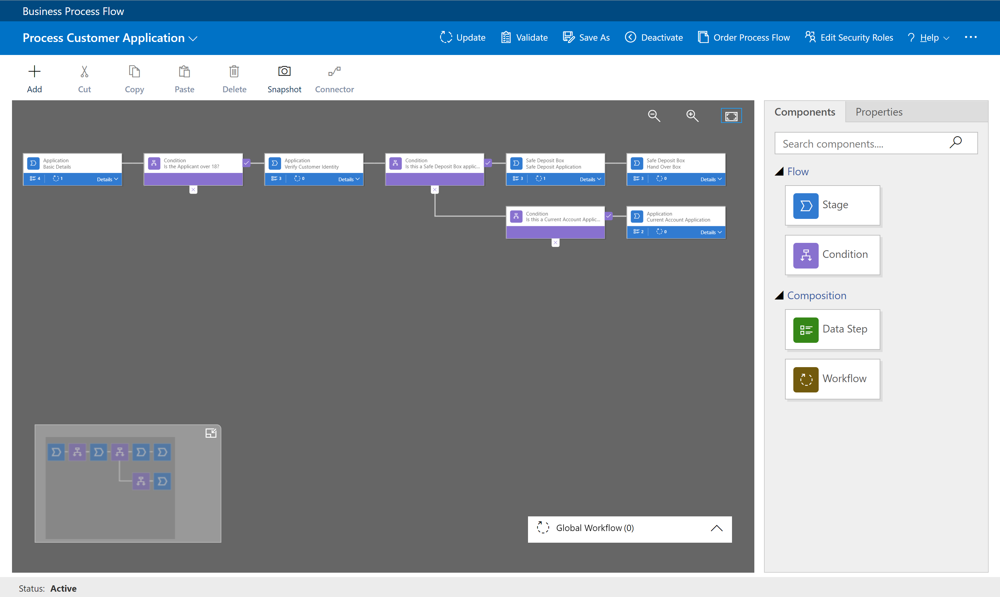 Business Process Flow
Process Customer Application
Update
Validate
Save As
Deactivate
Order Process Flow
Edit Security Roles
? Help
...
Add
Cut
Copy
Paste
Delete
Snapshot
Connector
Application
Basic Details
4
1
Details
Condition
Is the Applicant over 18?
Application
Verify Customer Identity
3
0
Details
Condition
Is this a Safe Deposit Box applic...
Safe Deposit Box
Safe Deposit Application
3
1
Details
Safe Deposit Box
Hand Over Box
3
0
Details
Condition
Is this a Current Account Applic...
Application
Current Account Application
2
0
Details
Global Workflow (0)
Components
Properties
Search components....
Flow
Stage
Condition
Composition
Data Step
Workflow
Status: Active